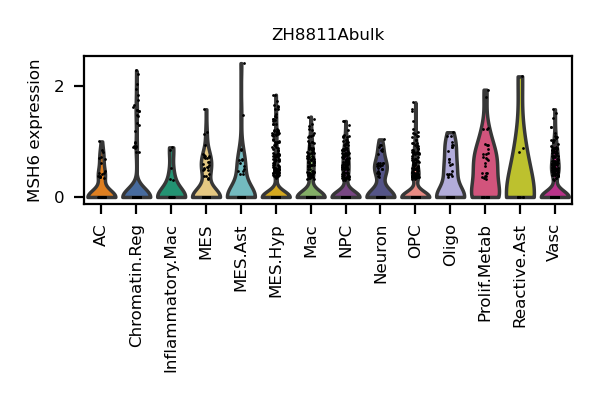 ZH8811Abulk
MSH6 expression
2
0
AC
Chromatin.Reg
Inflammatory.Mac
MES
MES.Ast
MES.Hyp
Mac
NPC
Neuron
OPC
Oligo
Prolif.Metab
Reactive.Ast
Vasc